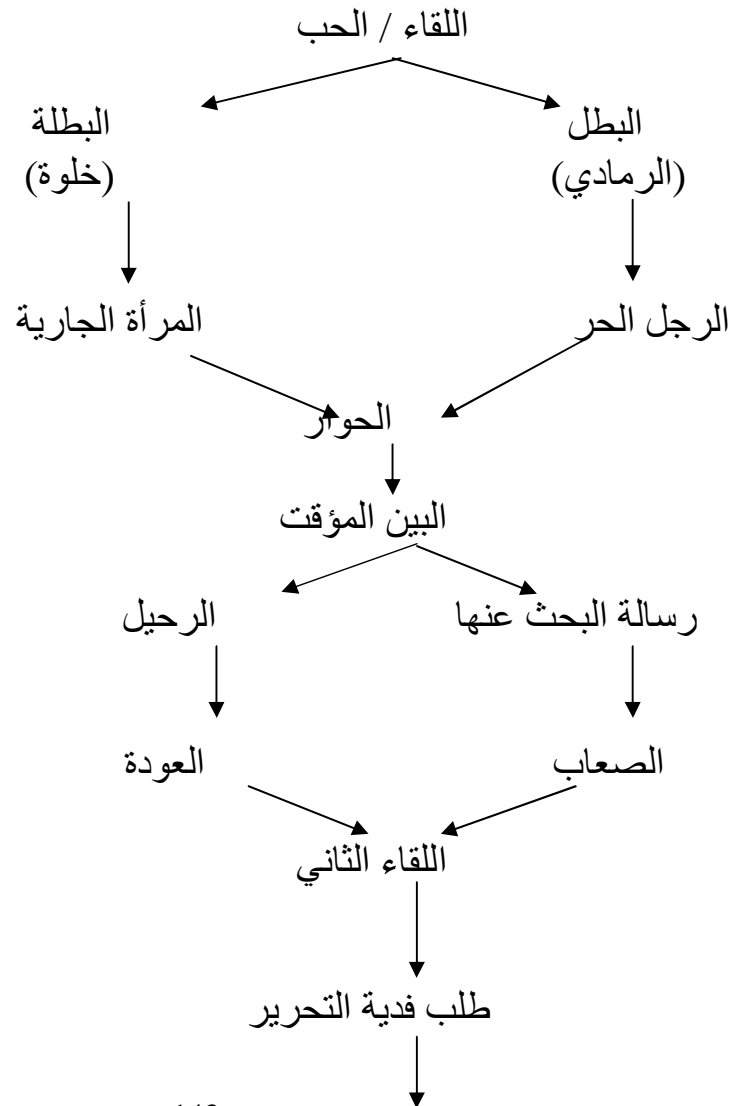 اللقاء / الحب
البطل البطلة
(الرمادي) (خلوة)
الرجل الحر المرأة الجارية
الحوار
البين المؤقت
رسالة البحث عنها الرحيل
الصعاب العودة
اللقاء الثاني
طلب فدية التحرير